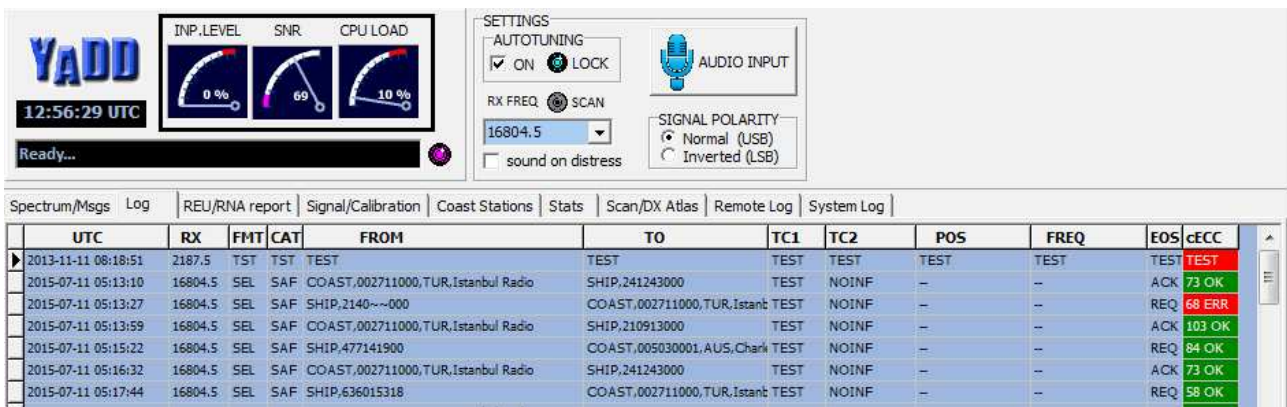 YADD
INP.LEVEL SNR CPU LOAD
0 % 69 10 %
12:56:29 UTC
Ready...
SETTINGS
AUTOTUNING
ON LOCK
RX FREQ SCAN
16804.5
sound on distress
AUDIO INPUT
SIGNAL POLARITY
Normal (USB)
Inverted (LSB)
Spectrum/Msgs Log REU/RNA report Signal/Calibration Coast Stations Stats Scan/DX Atlas Remote Log System Log
UTC RX FMT CAT FROM TO TC1 TC2 POS FREQ EOS cECC
2013-11-11 08:18:51 2187.5 TST TST TEST TEST TEST TEST TEST TEST TEST TEST
2015-07-11 05:13:10 16804.5 SEL SAF COAST,002711000,TUR,Istanbul Radio SHIP,241243000 TEST NOINF -- -- ACK 73 OK
2015-07-11 05:13:27 16804.5 SEL SAF SHIP,2140~~000 COAST,002711000,TUR,Istanb TEST NOINF -- -- REQ 68 ERR
2015-07-11 05:13:59 16804.5 SEL SAF COAST,002711000,TUR,Istanbul Radio SHIP,210913000 TEST NOINF -- -- ACK 103 OK
2015-07-11 05:15:22 16804.5 SEL SAF SHIP,477141900 COAST,005030001,AUS,Charle TEST NOINF -- -- REQ 84 OK
2015-07-11 05:16:32 16804.5 SEL SAF COAST,002711000,TUR,Istanbul Radio SHIP,241243000 TEST NOINF -- -- ACK 73 OK
2015-07-11 05:17:44 16804.5 SEL SAF SHIP,636015318 COAST,002711000,TUR,Istanb TEST NOINF -- -- REQ 58 OK